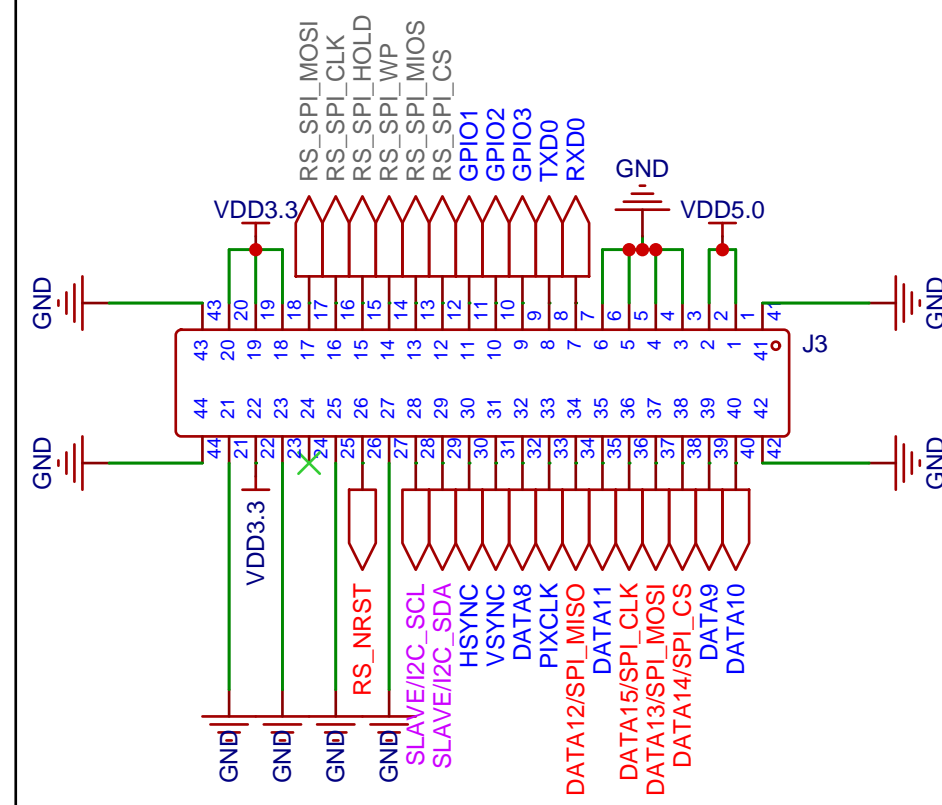 RS_SPI_MOSI
RS_SPI_CLK
RS_SPI_HOLD
RS_SPI_WP
RS_SPI_MIOS
RS_SPI_CS
GPIO1
GPIO2
GPIO3
TXD0
RXD0
VDD3.3
GND
VDD5.0
GND
GND
43 20 19 18 17 16 15 14 13 12 11 10 9 8 7 6 5 4 3 2 1 41
43 20 19 18 17 16 15 14 13 12 11 10 9 8 7 6 5 4 3 2 1 41
J3
44 21 22 23 24 25 26 27 28 29 30 31 32 33 34 35 36 37 38 39 40 42
44 21 22 23 24 25 26 27 28 29 30 31 32 33 34 35 36 37 38 39 40 42
GND
GND
VDD3.3
RS_NRST
SLAVE/I2C_SCL
SLAVE/I2C_SDA
HSYNC
VSYNC
DATA8
PIXCLK
DATA12/SPI_MISO
DATA11
DATA15/SPI_CLK
DATA13/SPI_MOSI
DATA14/SPI_CS
DATA9
DATA10
GND
GND
GND
GND